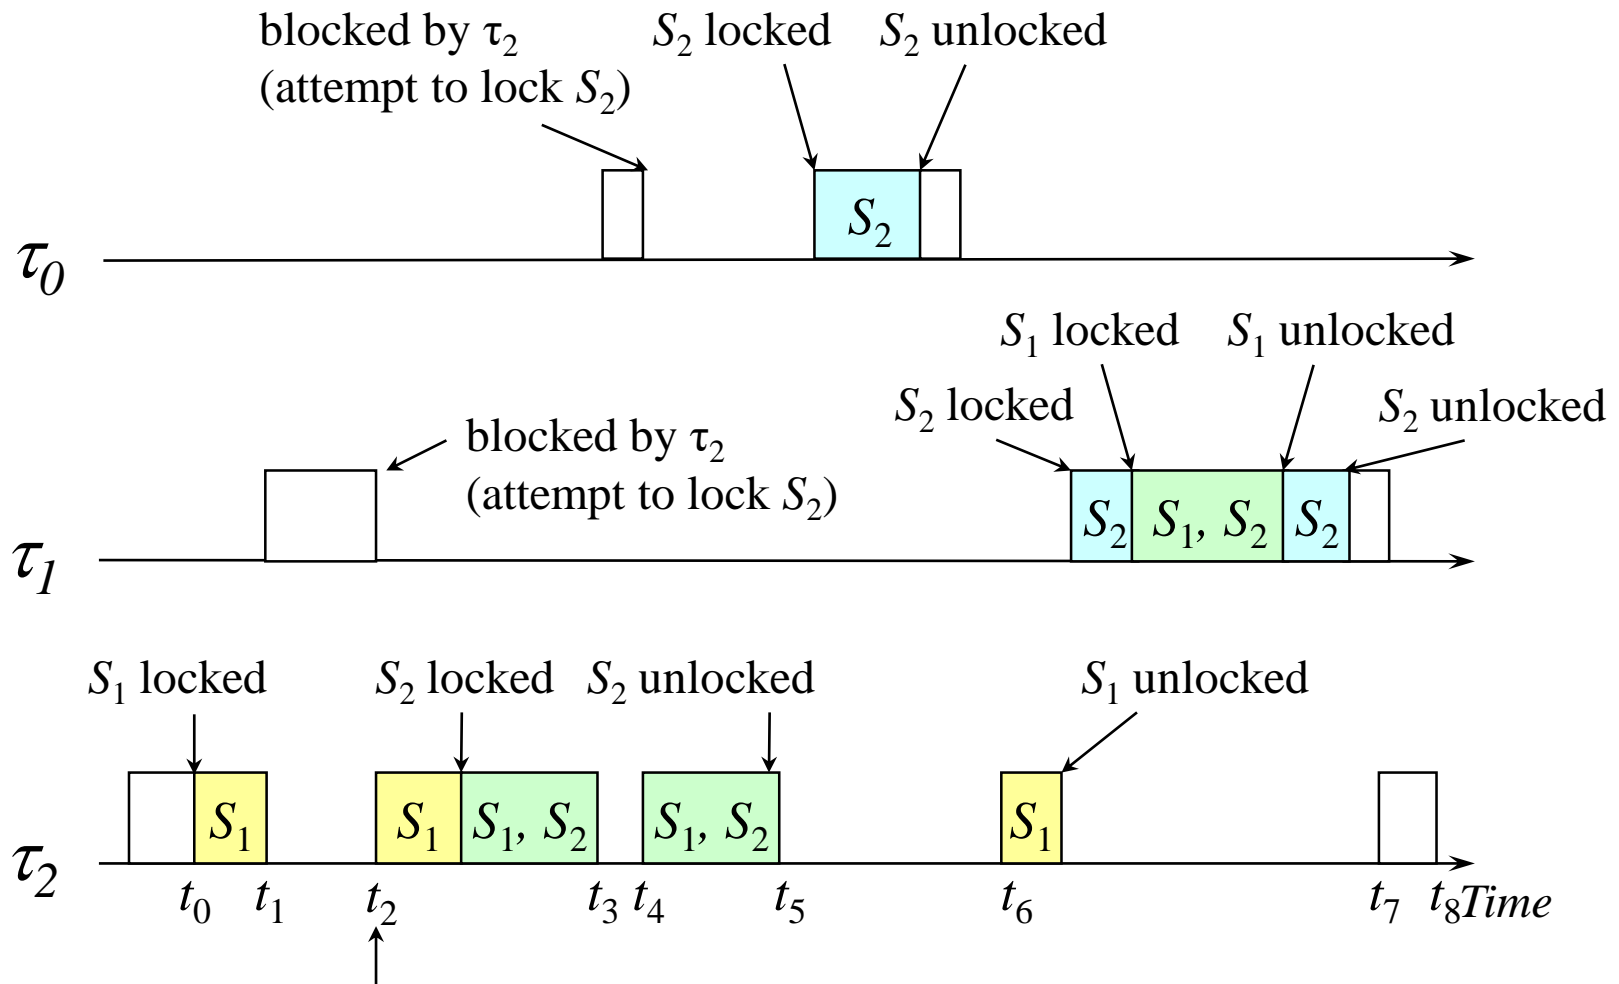 blocked by τ₂
(attempt to lock S₂)
S₂ locked
S₂ unlocked
S₂
τ₀
S₁ locked
S₁ unlocked
S₂ locked
S₂ unlocked
blocked by τ₂
(attempt to lock S₂)
S₂
S₁, S₂
S₂
τ₁
S₁ locked
S₂ locked
S₂ unlocked
S₁ unlocked
S₁
S₁
S₁, S₂
S₁, S₂
S₁
τ₂
t₀
t₁
t₂
t₃
t₄
t₅
t₆
t₇
t₈
Time